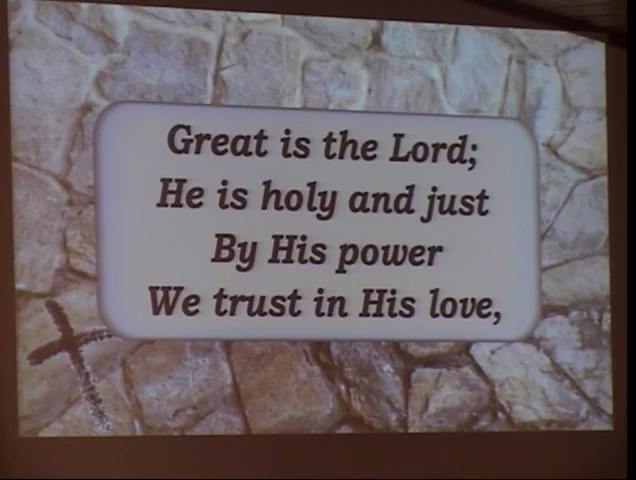 Great is the Lord;
He is holy and just
By His power
We trust in His love,